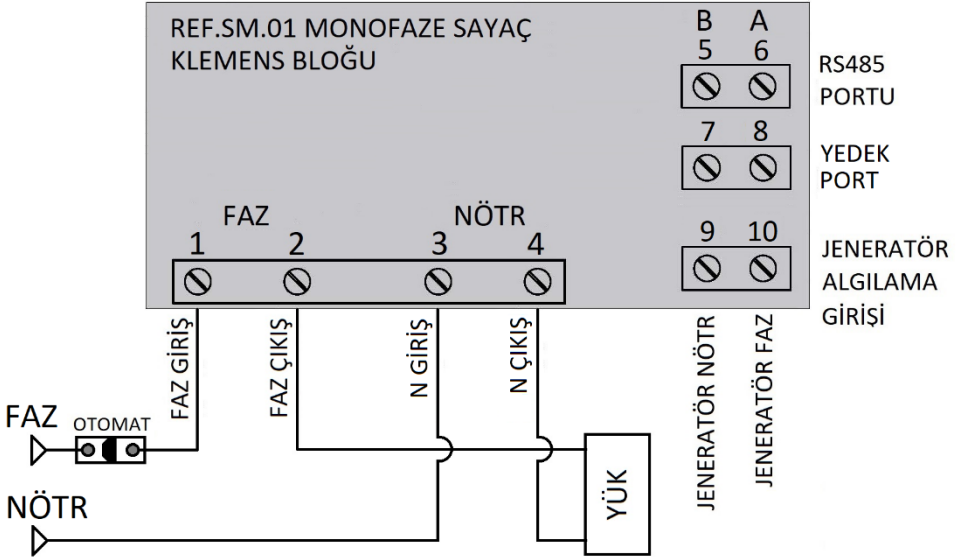 REF.SM.01 MONOFAZE SAYAÇ
KLEMENS BLOĞU
B A
5 6
RS485
PORTU
7 8
YEDEK
PORT
FAZ NÖTR
1 2 3 4
9 10
JENERATÖR
ALGILAMA
GİRİŞİ
FAZ GİRİŞ
FAZ ÇIKIŞ
N GİRİŞ
N ÇIKIŞ
JENERATÖR NÖTR
JENERATÖR FAZ
FAZ OTOMAT
NÖTR
YÜK